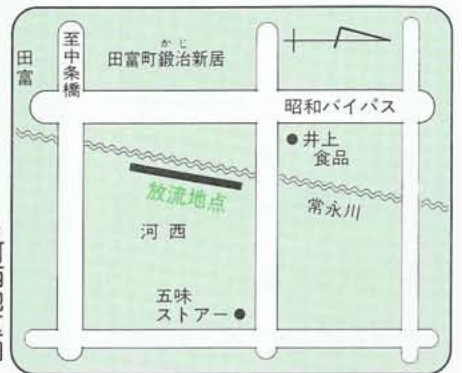 田富
至中条橋
田富町鍛治新居
かじ
昭和バイパス
井上
食品
放流地点
常永川
河西
五味
ストアー